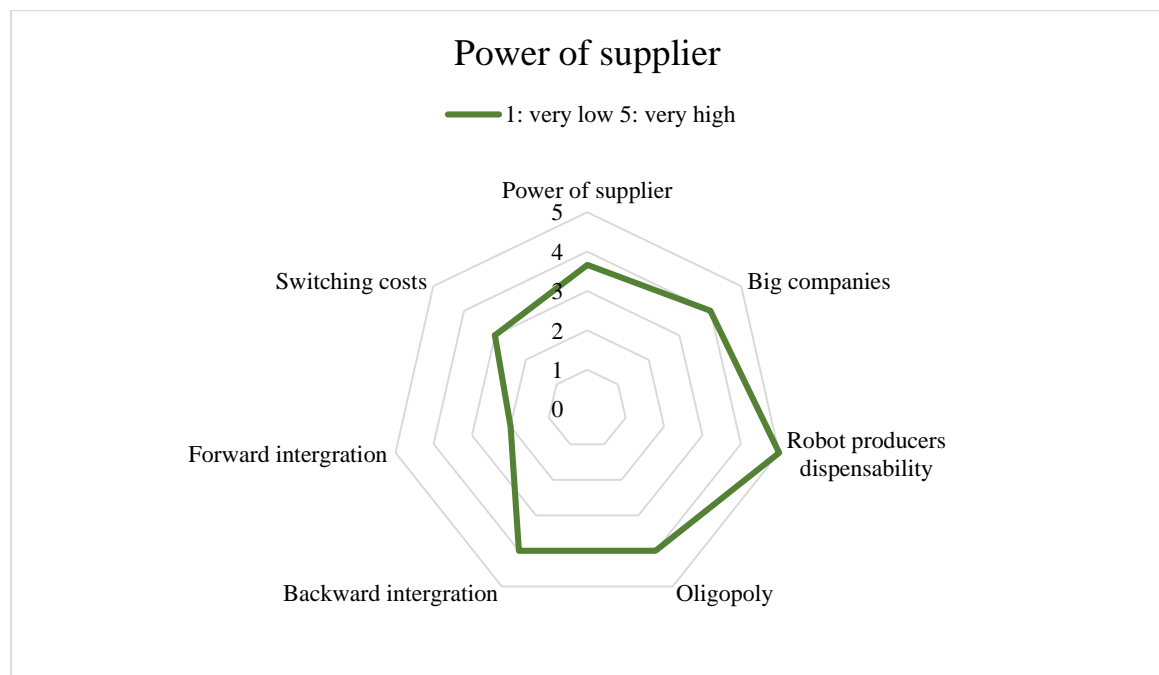 Power of supplier
1: very low 5: very high
Power of supplier
5
4
3
2
1
0
Big companies
Robot producers
dispensability
Oligopoly
Backward intergration
Forward intergration
Switching costs